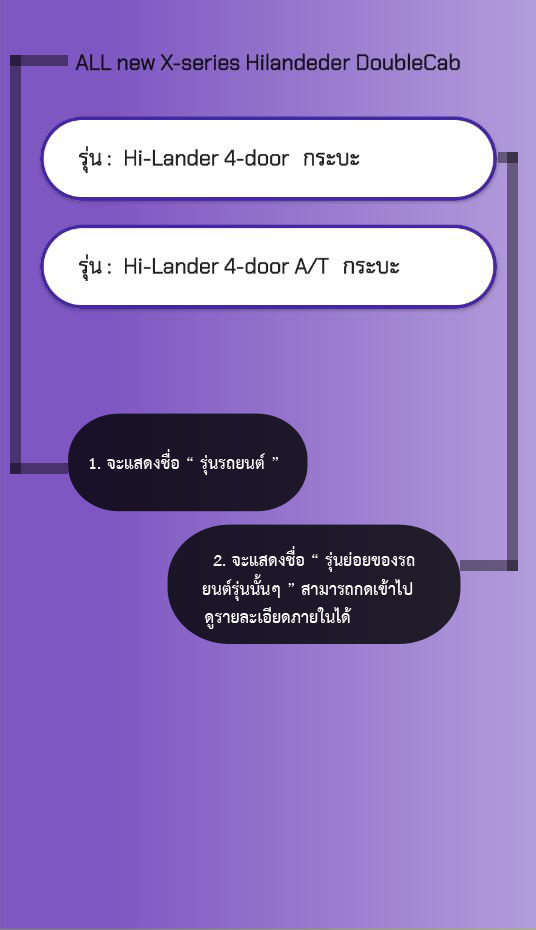 ALL new X-series Hilandeder DoubleCab
รุ่น : Hi-Lander 4-door กระบะ
รุ่น : Hi-Lander 4-door A/T กระบะ
1. จะแสดงชื่อ “ รุ่นรถยนต์ ”
2. จะแสดงชื่อ “ รุ่นย่อยของรถ
ยนต์รุ่นนั้นๆ ” สามารถกดเข้าไป
ดูรายละเอียดภายในได้